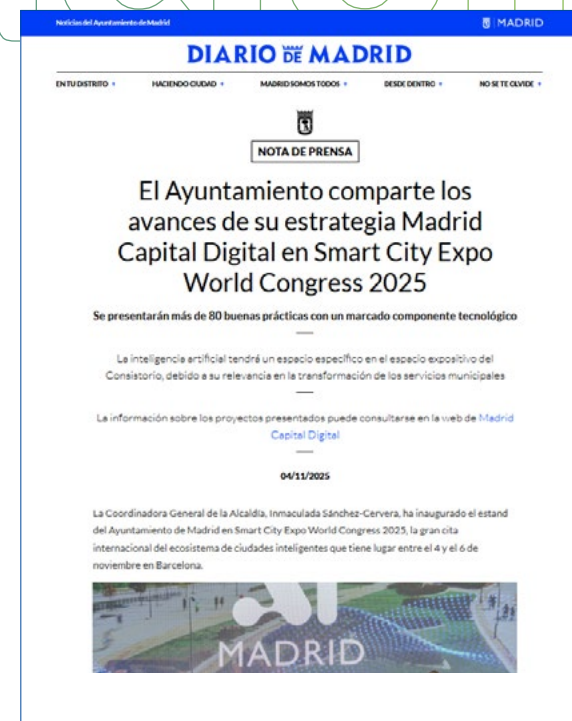 Noticias del Ayuntamiento de Madrid
MADRID
DIARIO DE MADRID
EN TU DISTRITO
HACIENDO CIUDAD
MADRID SOMOS TODOS
DESDE DENTRO
NO SE TE OLVIDE
NOTA DE PRENSA
El Ayuntamiento comparte los
avances de su estrategia Madrid
Capital Digital en Smart City Expo
World Congress 2025
Se presentarán más de 80 buenas prácticas con un marcado componente tecnológico
La inteligencia artificial tendrá un espacio específico en el espacio expositivo del
Consistorio, debido a su relevancia en la transformación de los servicios municipales
La información sobre los proyectos presentados puede consultarse en la web de Madrid
Capital Digital
04/11/2025
La Coordinadora General de la Alcaldía, Inmaculada Sánchez-Cervera, ha inaugurado el estand
del Ayuntamiento de Madrid en Smart City Expo World Congress 2025, la gran cita
internacional del ecosistema de ciudades inteligentes que tiene lugar entre el 4 y el 6 de
noviembre en Barcelona.
MADRID